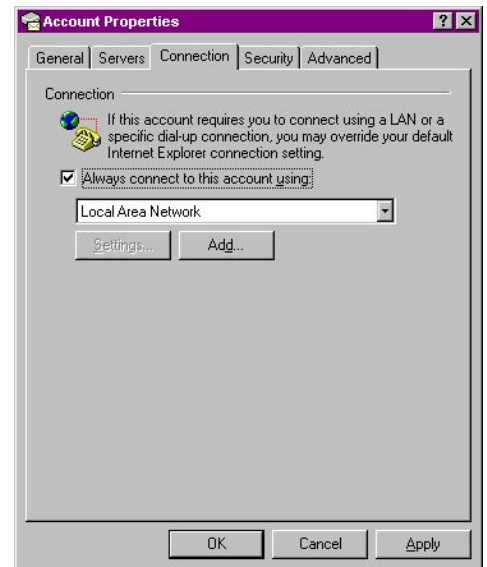 Account Properties
General Servers Connection Security Advanced
Connection
If this account requires you to connect using a LAN or a
specific dial-up connection, you may override your default
Internet Explorer connection setting.
Always connect to this account using:
Local Area Network
Settings... Add...
OK Cancel Apply